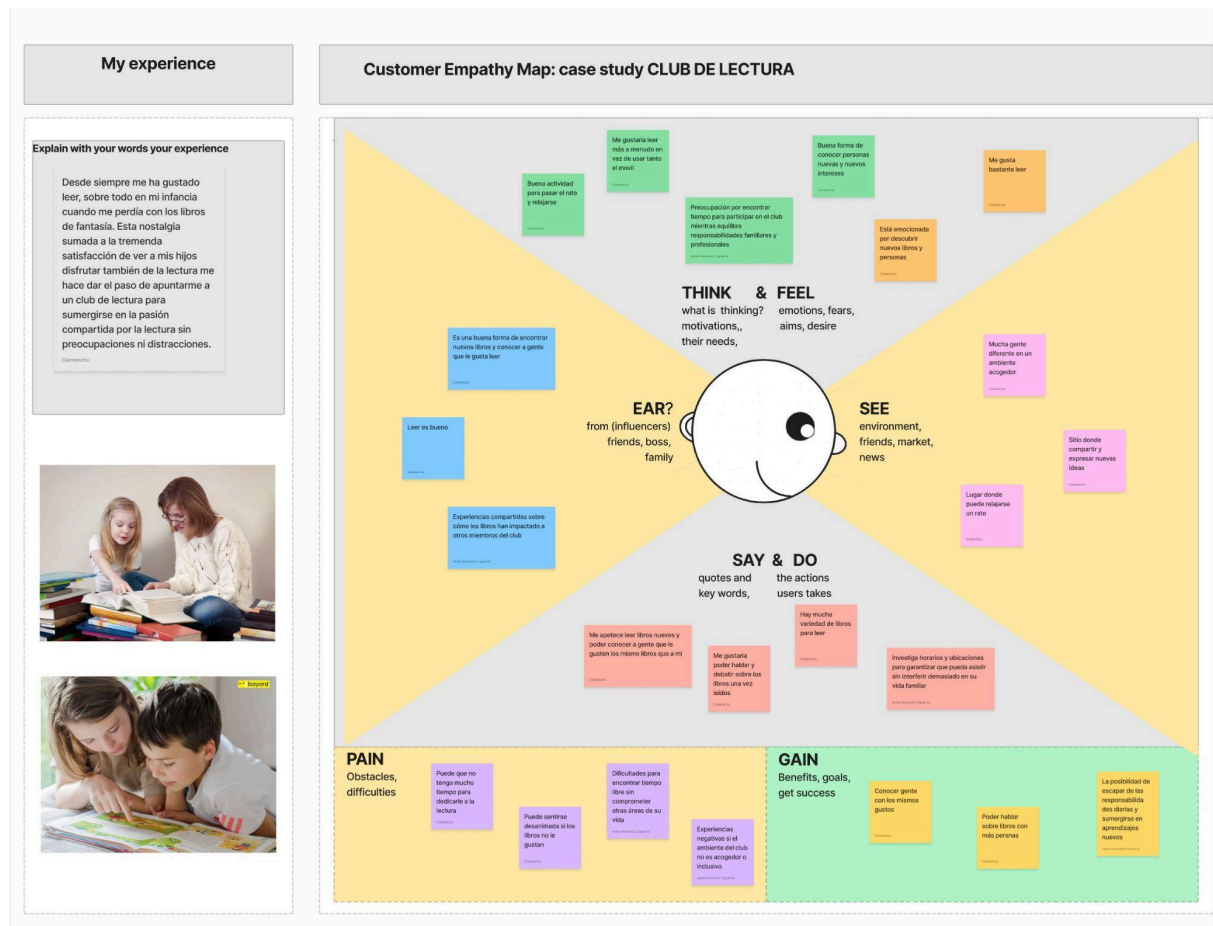 My experience
Customer Empathy Map: case study CLUB DE LECTURA
Explain with your words your experience
Desde siempre me ha gustado
leer, sobre todo en mi infancia
cuando me perdía con los libros
de fantasía. Esta nostalgia
sumada a la tremenda
satisfacción de ver a mis hijos
disfrutar también de la lectura me
hace dar el paso de apuntarme a
un club de lectura para
sumergirse en la pasión
compartida por la lectura sin
preocupaciones ni distracciones.
bayard
Buena actividad
para pasar el rato
y relajarse
Me gustaría leer
más a menudo en
vez de usar tanto
el movil
Preocupación por encontrar
tiempo para participar en el club
mientras equilibra
responsabilidades familiares y
profesionales
Buena forma de
conocer personas
nuevas y nuevos
intereses
Está emocionada
por descubrir
nuevos libros y
personas
Me gusta
bastante leer
THINK & FEEL
what is thinking? emotions, fears,
motivations,, aims, desire
their needs,
Es una buena forma de encontrar
nuevos libros y conocer a gente
que le gusta leer
Leer es bueno
Experiencias compartidas sobre
cómo los libros han impactado a
otros miembros del club
EAR?
from (influencers)
friends, boss,
family
SEE
environment,
friends, market,
news
Mucha gente
diferente en un
ambiente
acogedor
Sitio donde
compartir y
expresar nuevas
ideas
Lugar donde
puede relajarse
un rato
SAY & DO
quotes and the actions
key words, users takes
Me apetece leer libros nuevos y
poder conocer a gente que le
gusten los mismo libros que a mi
Me gustaría
poder hablar y
debatir sobre los
libros una vez
leídos
Hay mucha
variedad de libros
para leer
Investiga horarios y ubicaciones
para garantizar que pueda asistir
sin interferir demasiado en su
vida familiar
PAIN
Obstacles,
difficulties
Puede que no
tenga mucho
tiempo para
dedicarle a la
lectura
Puede sentirse
desanimada si los
libros no le
gustan
Dificultades para
encontrar tiempo
libre sin
comprometer
otras áreas de su
vida
Experiencias
negativas si el
ambiente del club
no es acogedor o
inclusivo
GAIN
Benefits, goals,
get success
Conocer gente
con los mismos
gustos
Poder hablar
sobre libros con
más persnas
La posibilidad de
escapar de las
responsabilida
des diarias y
sumergirse en
aprendizajes
nuevos